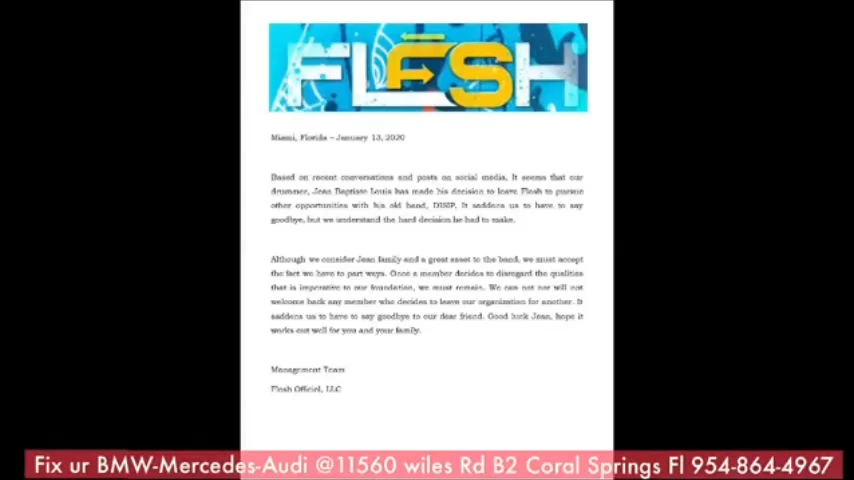 FLESH
Miami, Florida – January 13, 2020
Based on recent conversations and posts on social media, It seems that our
drummer, Jean Baptiste Louis has made his decision to leave Flesh to pursue
other opportunities with his old band, DISIP. It saddens us to have to say
goodbye, but we understand the hard decision he had to make.
Although we consider Jean family and a great asset to the band, we must accept
the fact we have to part ways. Once a member decides to disregard the qualities
that is imperative to our foundation, we must remain. We can not nor will not
welcome back any member who decides to leave our organization for another. It
saddens us to have to say goodbye to our dear friend. Good luck Jean, hope it
works out well for you and your family.
Management Team
Flesh Officiel, LLC
Fix ur BMW-Mercedes-Audi @11560 wiles Rd B2 Coral Springs Fl 954-864-4967